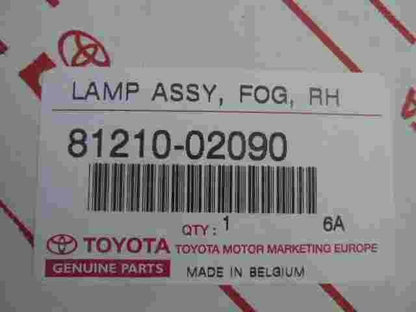 LAMP ASSY, FOG, RH
81210-02090
QTY: 1 6A
TOYOTA TOYOTA MOTOR MARKETING EUROPE
GENUINE PARTS MADE IN BELGIUM